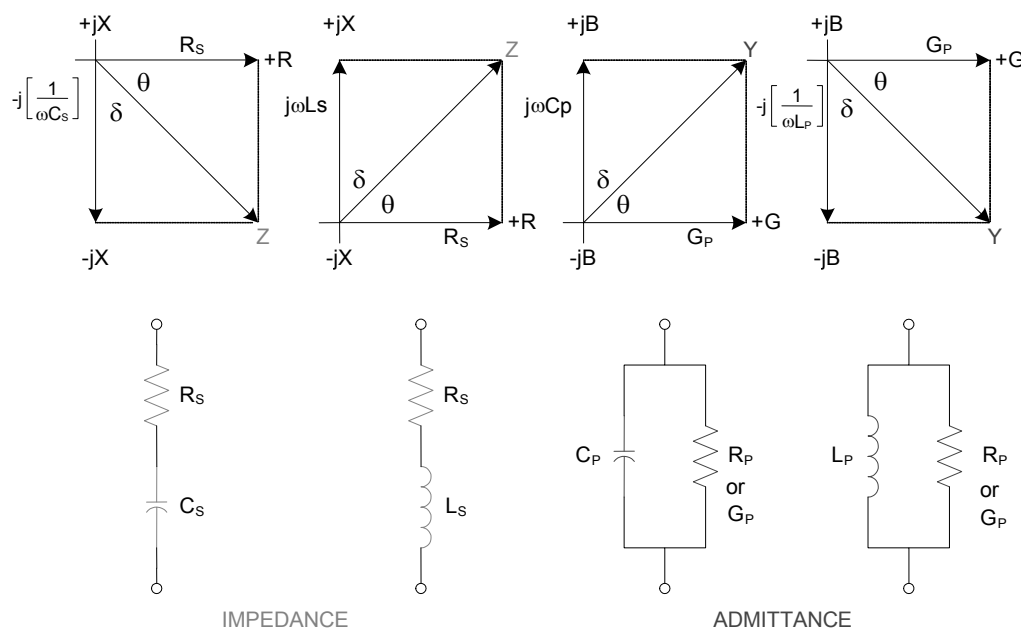 +jX
R_S
+R
θ
-j[1/ωC_S]
δ
-jX
Z
+jX
Z
jωLs
δ
θ
+R
R_S
-jX
+jB
Y
jωCp
δ
θ
+G
G_P
-jB
+jB
G_P
+G
θ
-j[1/ωL_P]
δ
-jB
Y
R_S
C_S
R_S
L_S
C_P
R_P
or
G_P
L_P
R_P
or
G_P
IMPEDANCE
ADMITTANCE